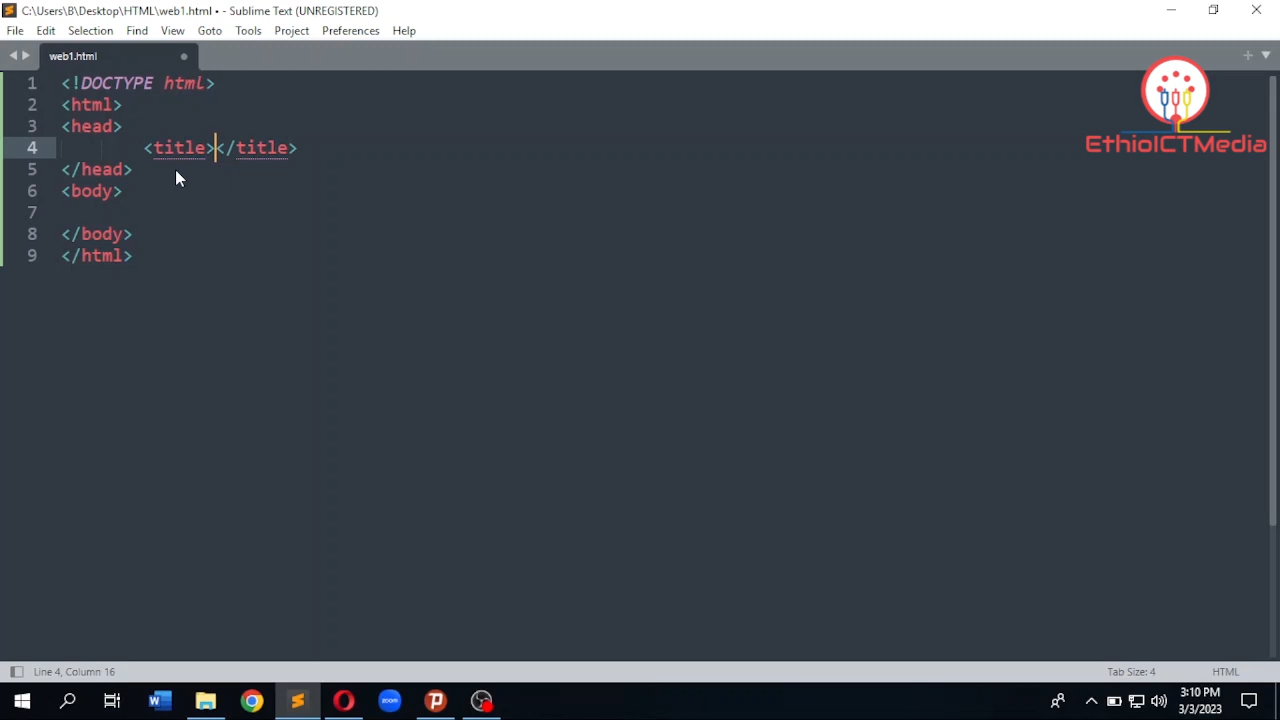 C:\Users\B\Desktop\HTML\web1.html • - Sublime Text (UNREGISTERED)
File Edit Selection Find View Goto Tools Project Preferences Help
web1.html
1 <!DOCTYPE html>
2 <html>
3 <head>
4 <title></title>
5 </head>
6 <body>
7
8 </body>
9 </html>
EthioICTMedia
Line 4, Column 16 Tab Size: 4 HTML
W zoom P 3:10 PM
3/3/2023